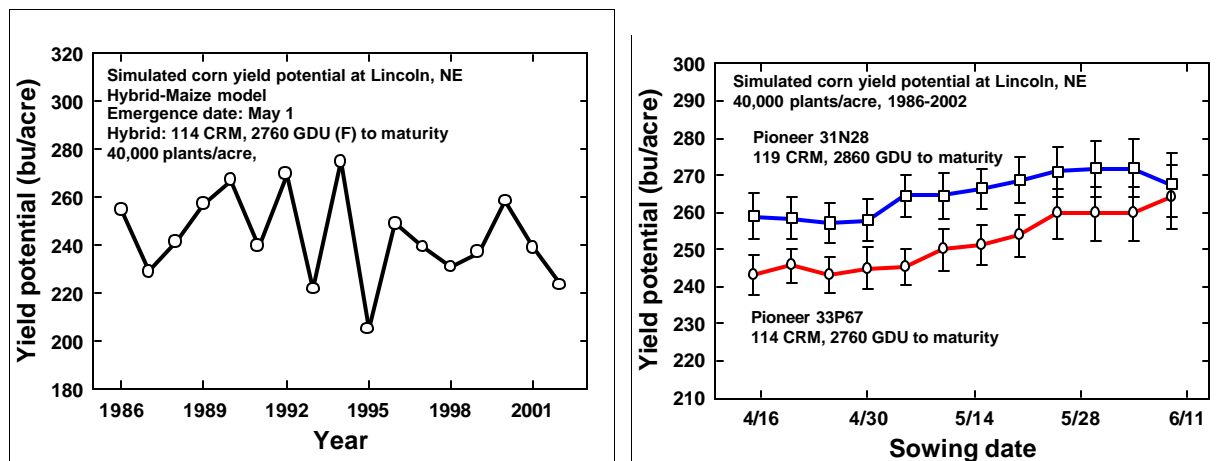 Simulated corn yield potential at Lincoln, NE
Hybrid-Maize model
Emergence date: May 1
Hybrid: 114 CRM, 2760 GDU (F) to maturity
40,000 plants/acre,
Yield potential (bu/acre)
320
300
280
260
240
220
200
180
1986
1989
1992
1995
1998
2001
Year
Simulated corn yield potential at Lincoln, NE
40,000 plants/acre, 1986-2002
Pioneer 31N28
119 CRM, 2860 GDU to maturity
Pioneer 33P67
114 CRM, 2760 GDU to maturity
Yield potential (bu/acre)
300
290
280
270
260
250
240
230
220
210
4/16
4/30
5/14
5/28
6/11
Sowing date